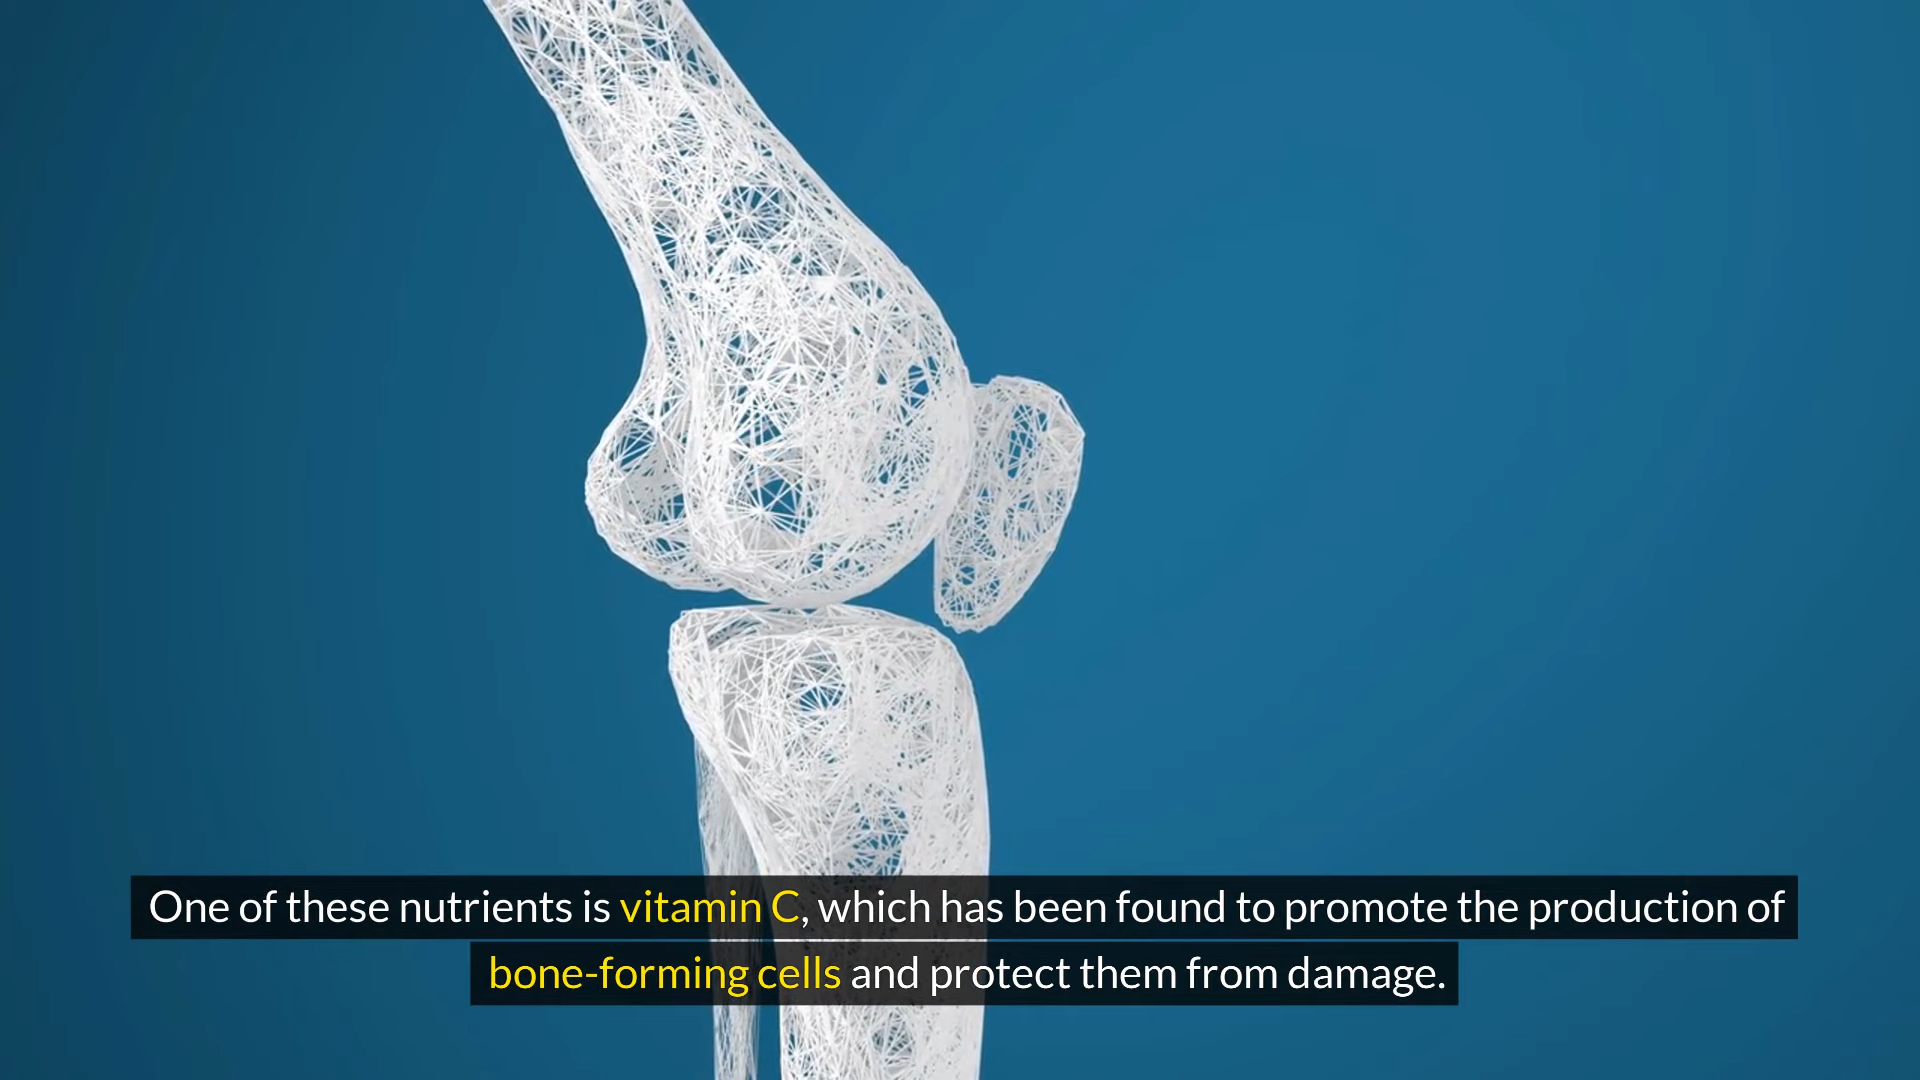 One of these nutrients is vitamin C, which has been found to promote the production of
bone-forming cells and protect them from damage.